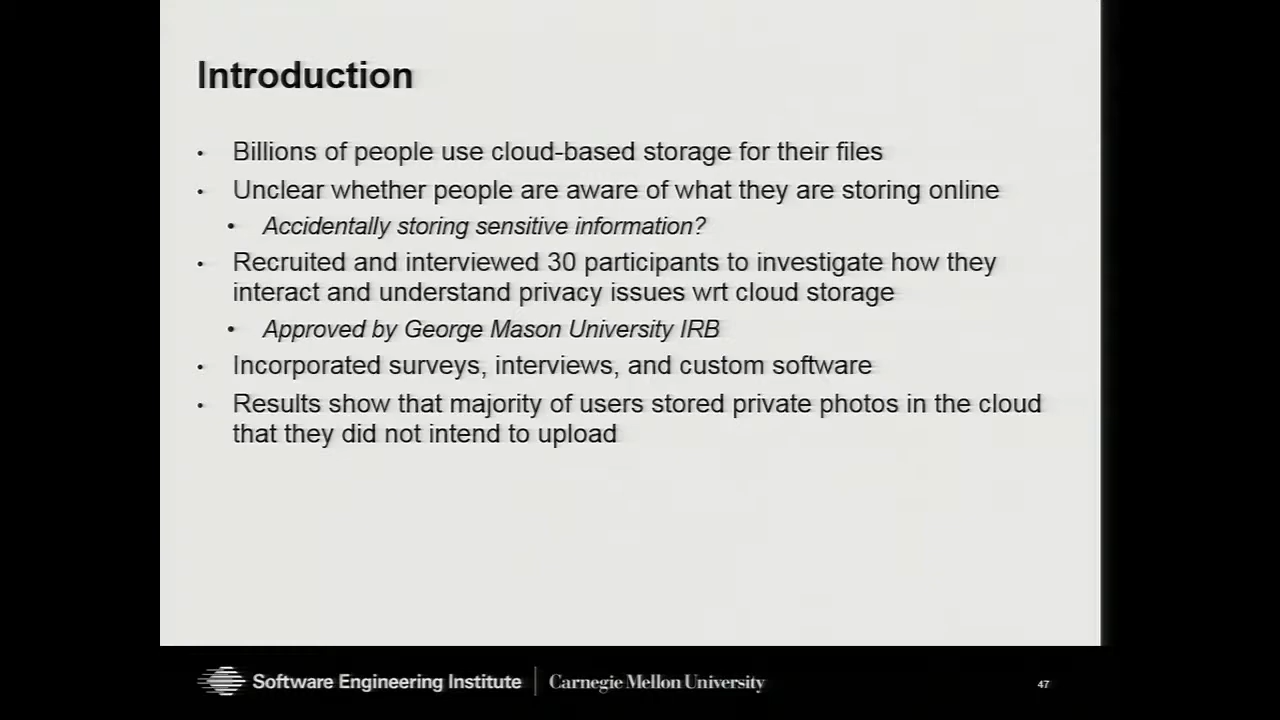 Introduction
• Billions of people use cloud-based storage for their files
• Unclear whether people are aware of what they are storing online
• Accidentally storing sensitive information?
• Recruited and interviewed 30 participants to investigate how they
interact and understand privacy issues wrt cloud storage
• Approved by George Mason University IRB
• Incorporated surveys, interviews, and custom software
• Results show that majority of users stored private photos in the cloud
that they did not intend to upload
Software Engineering Institute | Carnegie Mellon University
47